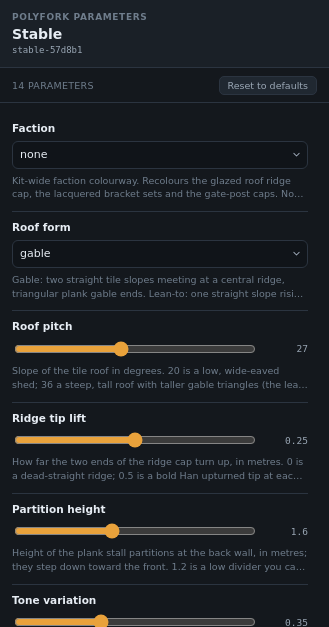 POLYFORK PARAMETERS
Stable
stable-57d8b1
14 PARAMETERS
Reset to defaults
Faction
none
Kit-wide faction colourway. Recolours the glazed roof ridge
cap, the lacquered bracket sets and the gate-post caps. No…
Roof form
gable
Gable: two straight tile slopes meeting at a central ridge,
triangular plank gable ends. Lean-to: one straight slope risi…
Roof pitch
27
Slope of the tile roof in degrees. 20 is a low, wide-eaved
shed; 36 a steep, tall roof with taller gable triangles (the lea…
Ridge tip lift
0.25
How far the two ends of the ridge cap turn up, in metres. 0 is
a dead-straight ridge; 0.5 is a bold Han upturned tip at eac…
Partition height
1.6
Height of the plank stall partitions at the back wall, in metres;
they step down toward the front. 1.2 is a low divider you ca…
Tone variation
0.35